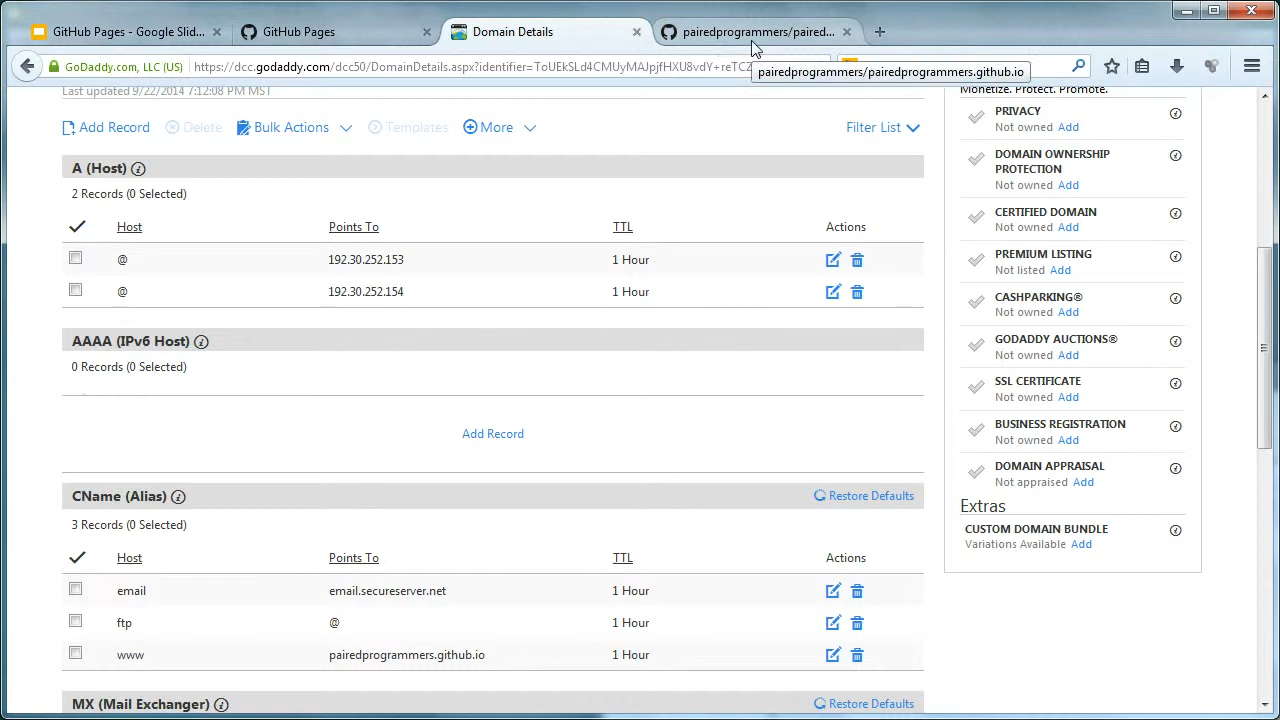 GitHub Pages - Google Slid...
GitHub Pages
Domain Details
pairedprogrammers/paired...
GoDaddy.com, LLC (US)
https://dcc.godaddy.com/dcc50/DomainDetails.aspx?identifier=ToUEkSLd4CMUyMAJpjfHXU8vdY+reTCZ
pairedprogrammers/pairedprogrammers.github.io
Last updated 9/22/2014 7:12:08 PM MST
Add Record
Delete
Bulk Actions
Templates
More
Filter List
A (Host)
2 Records (0 Selected)
Host Points To TTL Actions
@ 192.30.252.153 1 Hour
@ 192.30.252.154 1 Hour
AAAA (IPv6 Host)
0 Records (0 Selected)
Add Record
CName (Alias) Restore Defaults
3 Records (0 Selected)
Host Points To TTL Actions
email email.secureserver.net 1 Hour
ftp @ 1 Hour
www pairedprogrammers.github.io 1 Hour
MX (Mail Exchanger) Restore Defaults
Monetize. Protect. Promote.
PRIVACY
Not owned Add
DOMAIN OWNERSHIP
PROTECTION
Not owned Add
CERTIFIED DOMAIN
Not owned Add
PREMIUM LISTING
Not listed Add
CASHPARKING®
Not owned Add
GODADDY AUCTIONS®
Not owned Add
SSL CERTIFICATE
Not owned Add
BUSINESS REGISTRATION
Not owned Add
DOMAIN APPRAISAL
Not appraised Add
Extras
CUSTOM DOMAIN BUNDLE
Variations Available Add